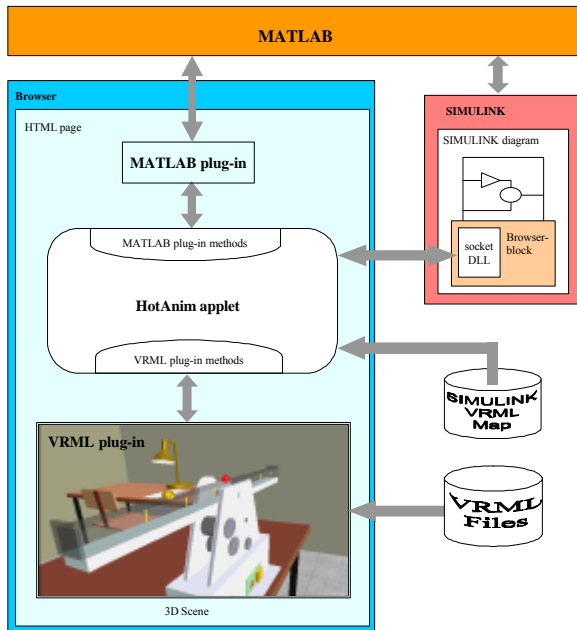 MATLAB
Browser
HTML page
MATLAB plug-in
MATLAB plug-in methods
HotAnim applet
VRML plug-in methods
VRML plug-in
3D Scene
SIMULINK
SIMULINK diagram
socket
DLL
Browser-
block
SIMULINK
VRML
Map
VRML
Files